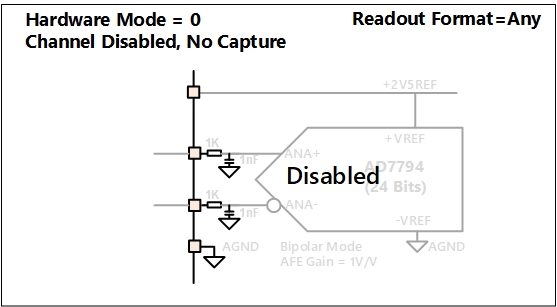 Hardware Mode = 0
Readout Format=Any
Channel Disabled, No Capture
+2V5REF
+VREF
1K
1nF
ANA+
AD7794
Disabled
(24 Bits)
1K
1nF
ANA-
-VREF
AGND
Bipolar Mode
AGND
AFE Gain = 1V/V